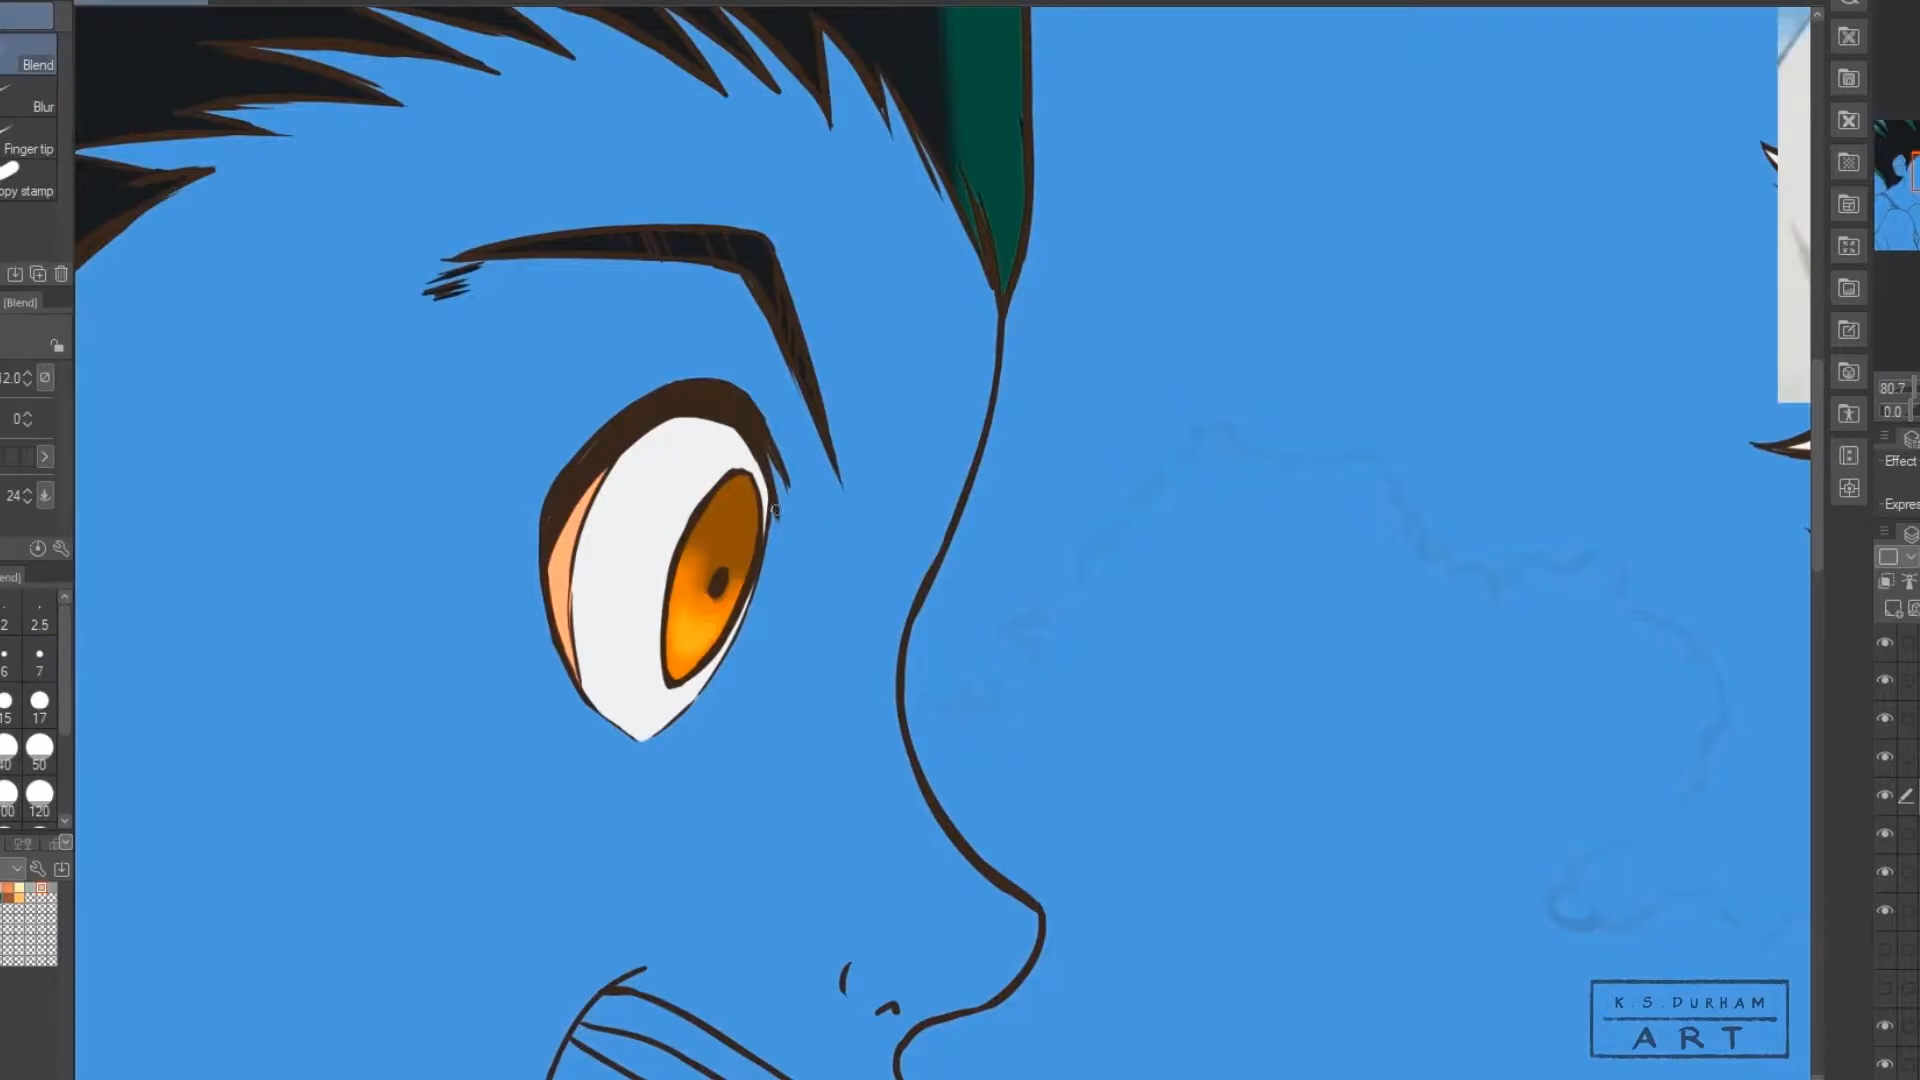 Blend
Blur
Finger tip
opy stamp
[Blend]
12.0
0
24
end]
2
2.5
6
7
15
17
40
50
00
120
80.7
0.0
Effect
Expres
K.S.DURHAM
ART